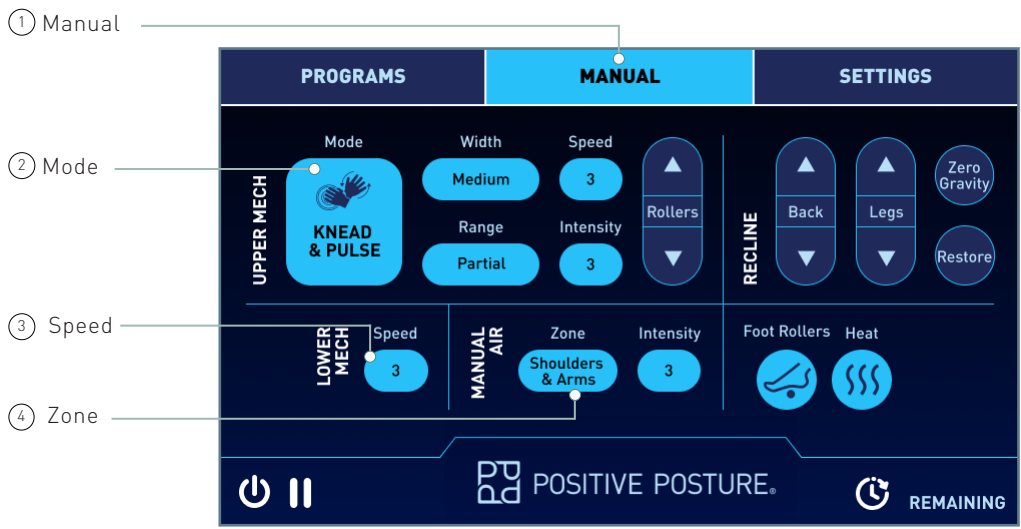 1 Manual
PROGRAMS
MANUAL
SETTINGS
2 Mode
UPPER MECH
Mode
KNEAD
& PULSE
Width
Medium
Speed
3
Range
Partial
Intensity
3
Rollers
RECLINE
Back
Legs
Zero
Gravity
Restore
3 Speed
LOWER
MECH
Speed
3
MANUAL
AIR
Zone
Shoulders
& Arms
Intensity
3
Foot Rollers
Heat
4 Zone
POSITIVE POSTURE®
REMAINING